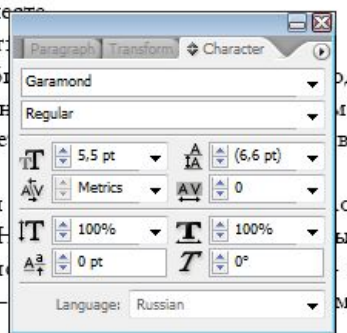 Paragraph Transform Character
Garamond
Regular
5,5 pt (6,6 pt)
Metrics 0
100% 100%
0 pt 0°
Language: Russian